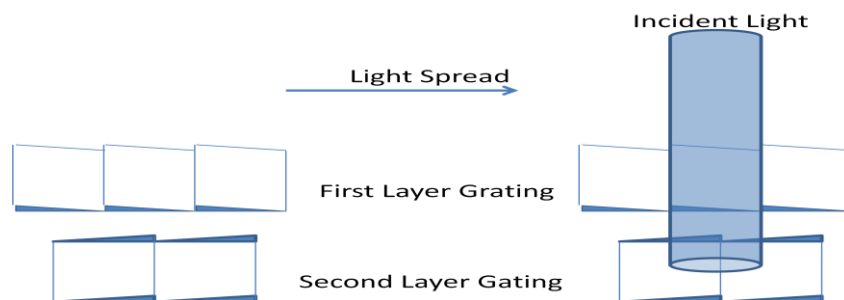 Incident Light
Light Spread
First Layer Grating
Second Layer Gating